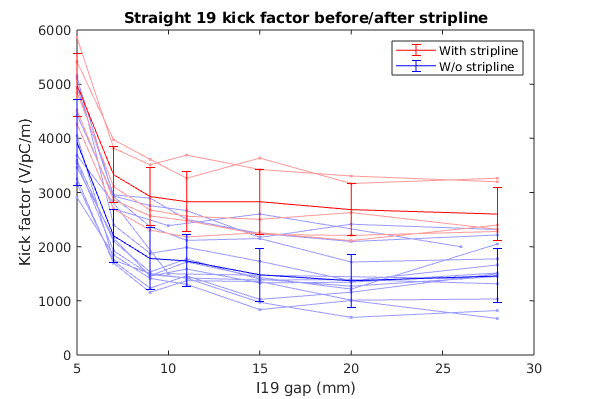 Straight 19 kick factor before/after stripline
With stripline
W/o stripline
Kick factor (V/pC/m)
6000
5000
4000
3000
2000
1000
0
5
10
15
20
25
30
I19 gap (mm)